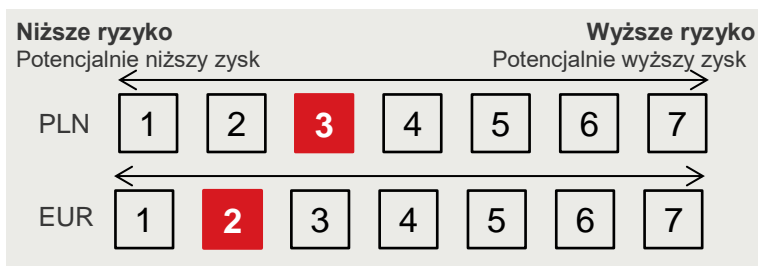 Niższe ryzyko Wyższe ryzyko
Potencjalnie niższy zysk Potencjalnie wyższy zysk
PLN 1 2 3 4 5 6 7
EUR 1 2 3 4 5 6 7